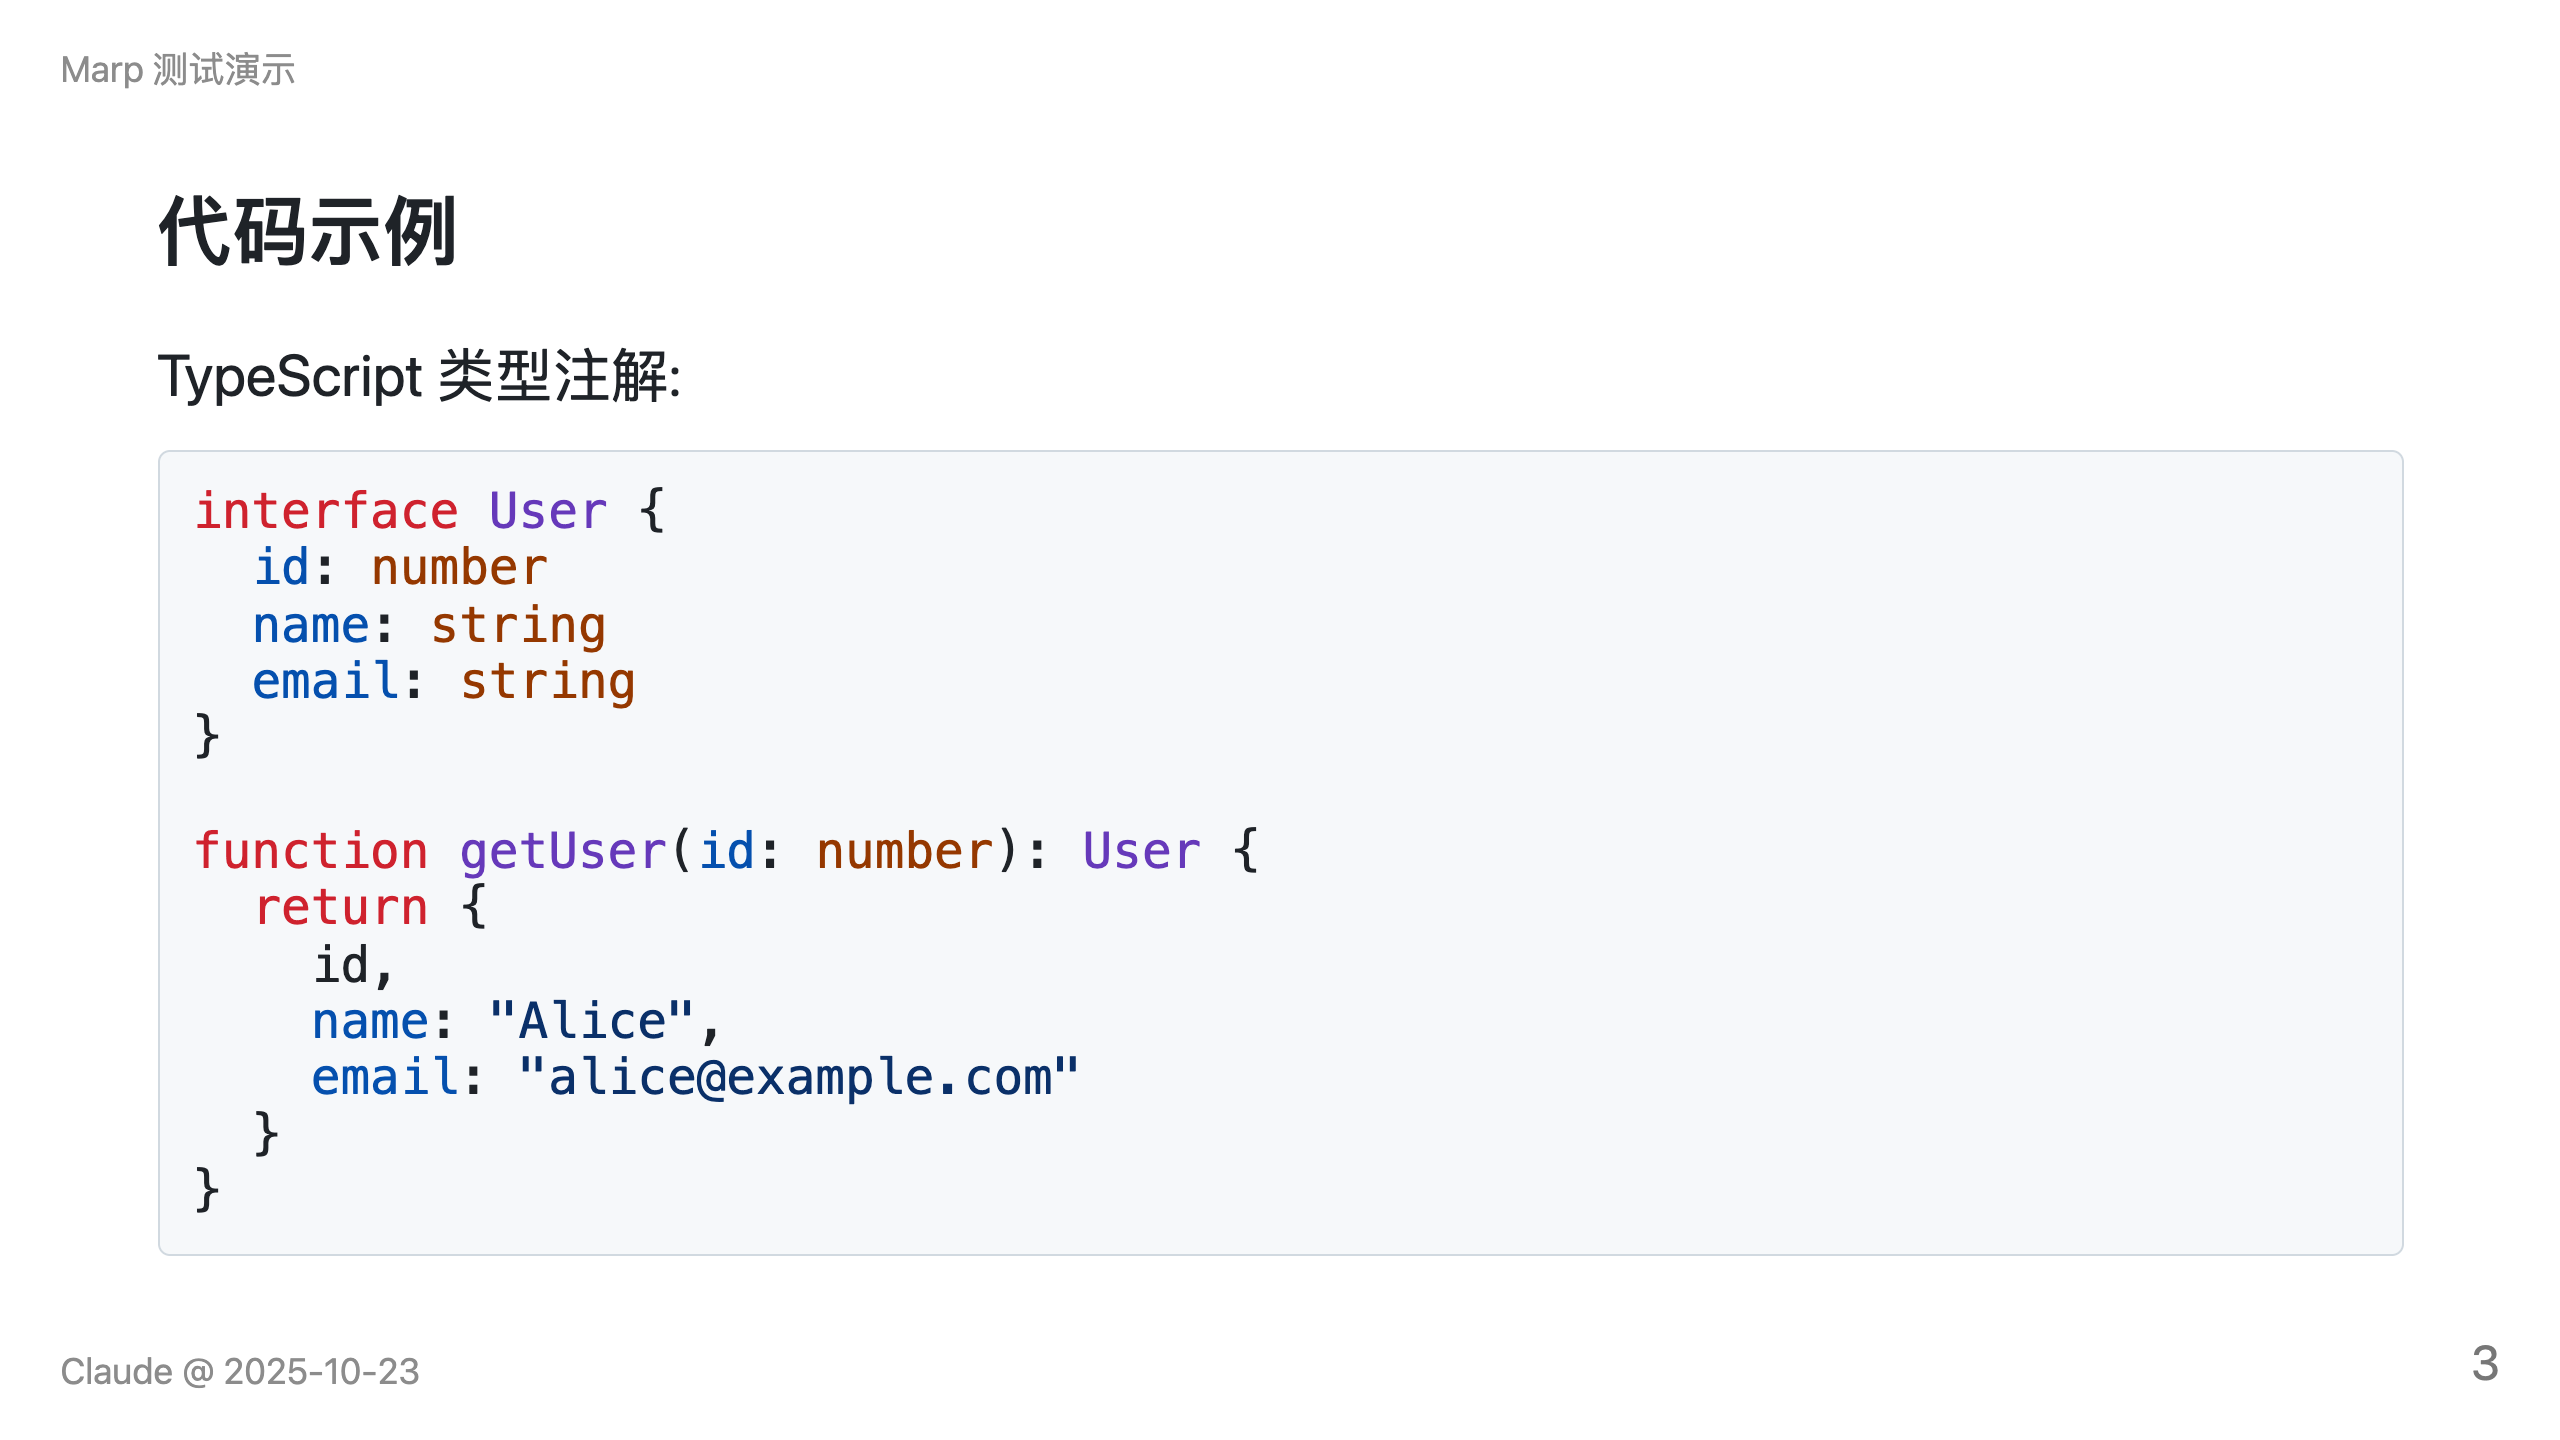 Marp 测试演示
代码示例
TypeScript 类型注解:
interface User {
  id: number
  name: string
  email: string
}

function getUser(id: number): User {
  return {
    id,
    name: "Alice",
    email: "alice@example.com"
  }
}
Claude @ 2025-10-23
3